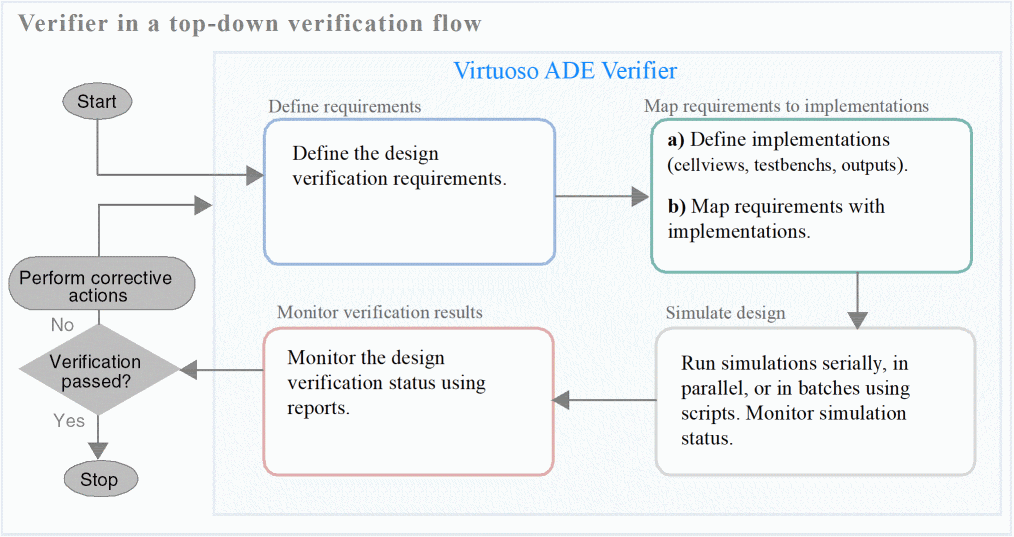 Verifier in a top-down verification flow
Virtuoso ADE Verifier
Start
Define requirements
Define the design
verification requirements.
Map requirements to implementations
a) Define implementations
(cellviews, testbenchs, outputs).
b) Map requirements with
implementations.
Simulate design
Run simulations serially, in
parallel, or in batches using
scripts. Monitor simulation
status.
Monitor verification results
Monitor the design
verification status using
reports.
Perform corrective
actions
No
Verification
passed?
Yes
Stop